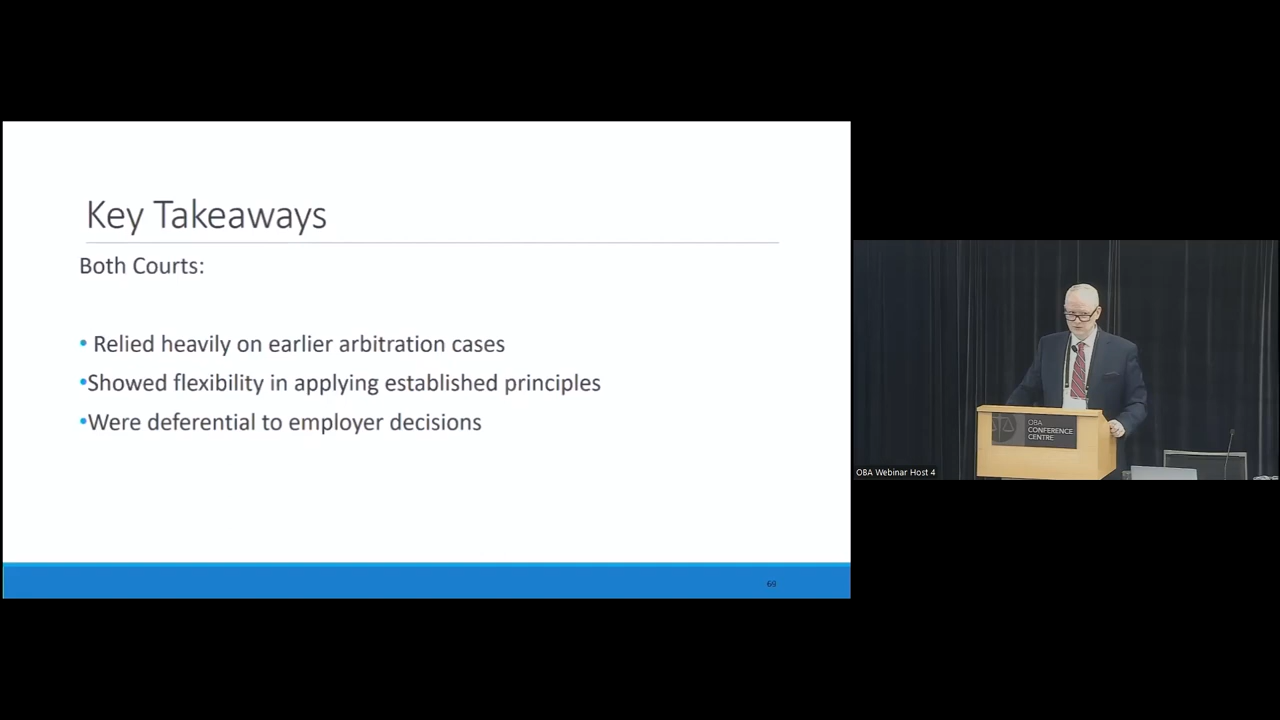 Key Takeaways
Both Courts:
• Relied heavily on earlier arbitration cases
•Showed flexibility in applying established principles
•Were deferential to employer decisions
69
OBA
CONFERENCE
CENTRE
OBA Webinar Host 4